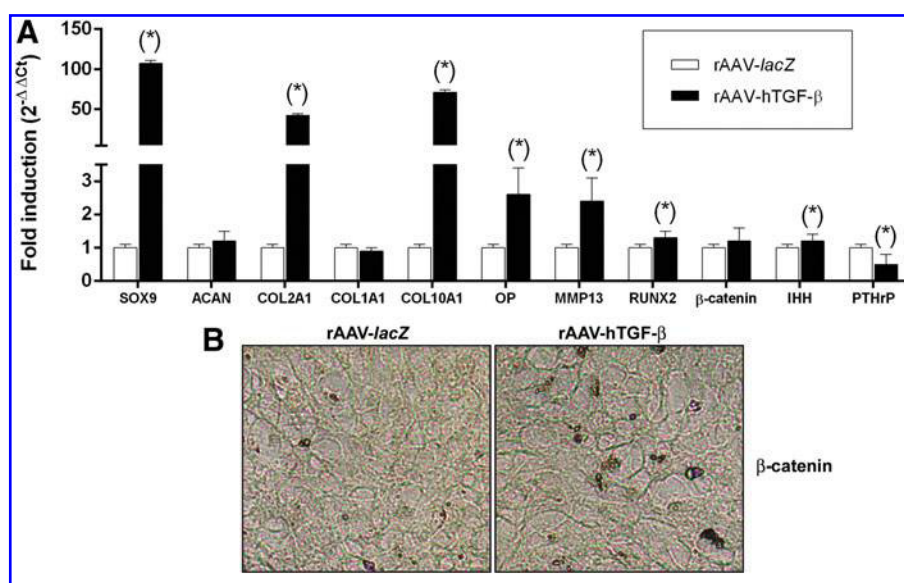 A
Fold induction (2^-ΔΔCt)
150
100
50
3
2
1
0
(*)
(*)
(*)
(*)
(*)
(*)
(*)
(*)
rAAV-lacZ
rAAV-hTGF-β
SOX9 ACAN COL2A1 COL1A1 COL10A1 OP MMP13 RUNX2 β-catenin IHH PTHrP
B
rAAV-lacZ rAAV-hTGF-β
β-catenin